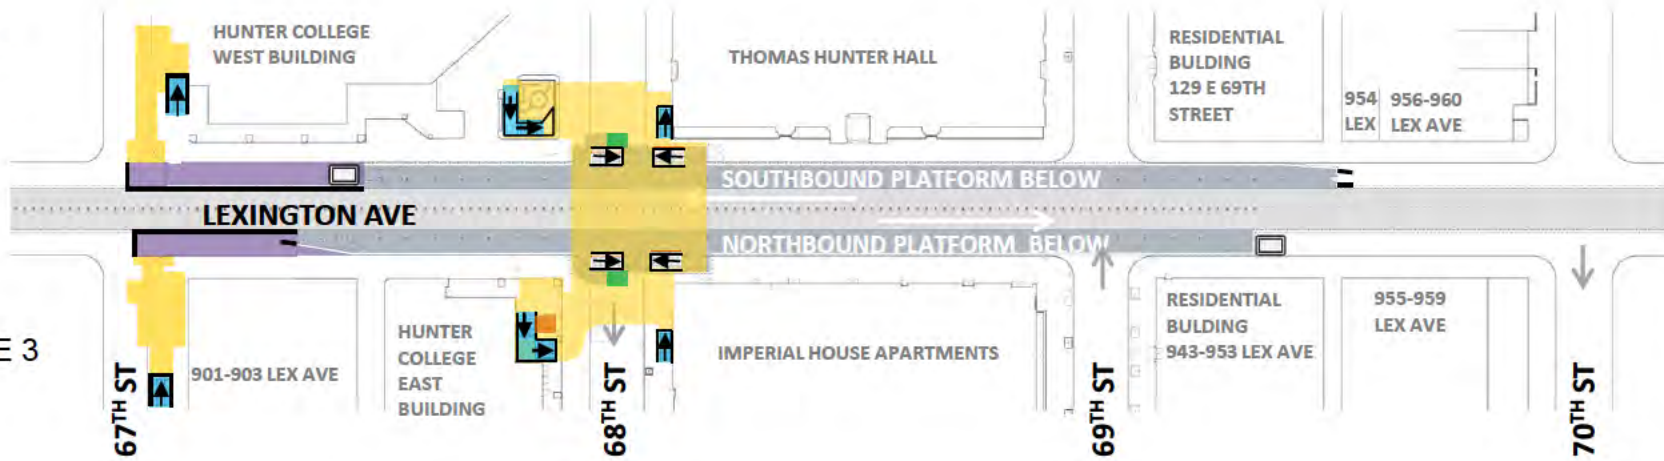 HUNTER COLLEGE
WEST BUILDING
THOMAS HUNTER HALL
RESIDENTIAL
BULDING
129 E 69TH
STREET
954
LEX
956-960
LEX AVE
SOUTHBOUND PLATFORM BELOW
LEXINGTON AVE
NORTHBOUND PLATFORM BELOW
E 3
67TH ST
901-903 LEX AVE
HUNTER
COLLEGE
EAST
BUILDING
68TH ST
IMPERIAL HOUSE APARTMENTS
69TH ST
RESIDENTIAL
BULDING
943-953 LEX AVE
955-959
LEX AVE
70TH ST